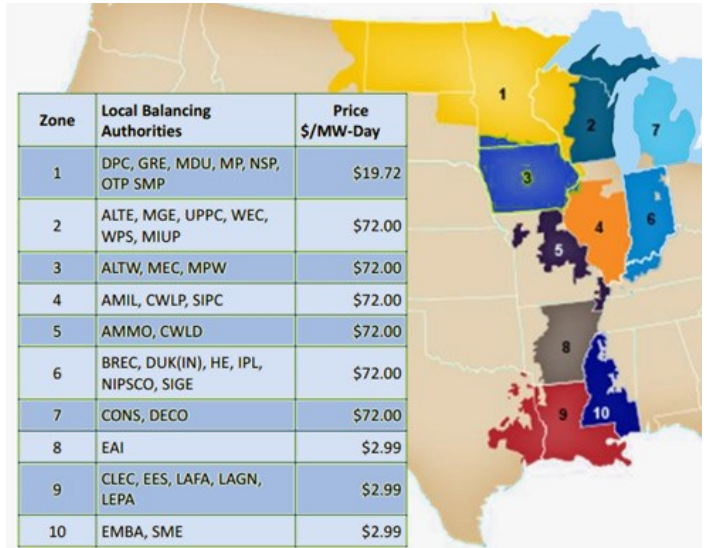 Zone
Local Balancing
Authorities
Price
$/MW-Day
1
DPC, GRE, MDU, MP, NSP,
OTP SMP
$19.72
2
ALTE, MGE, UPPC, WEC,
WPS, MIUP
$72.00
3
ALTW, MEC, MPW
$72.00
4
AMIL, CWLP, SIPC
$72.00
5
AMMO, CWLD
$72.00
6
BREC, DUK(IN), HE, IPL,
NIPSCO, SIGE
$72.00
7
CONS, DECO
$72.00
8
EAI
$2.99
9
CLEC, EES, LAFA, LAGN,
LEPA
$2.99
10
EMBA, SME
$2.99
1
2
7
3
4
6
5
8
9
10